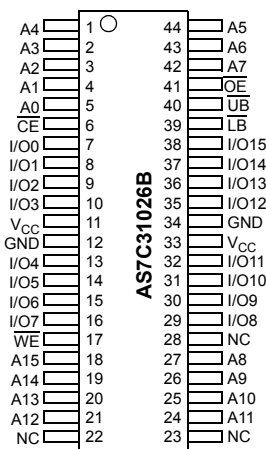 A4 1 44 A5
A3 2 43 A6
A2 3 42 A7
A1 4 41 OE
A0 5 40 UB
CE 6 39 LB
I/O0 7 38 I/O15
I/O1 8 37 I/O14
I/O2 9 36 I/O13
I/O3 10 35 I/O12
VCC 11 34 GND
GND 12 33 VCC
I/O4 13 32 I/O11
I/O5 14 31 I/O10
I/O6 15 30 I/O9
I/O7 16 29 I/O8
WE 17 28 NC
A15 18 27 A8
A14 19 26 A9
A13 20 25 A10
A12 21 24 A11
NC 22 23 NC
AS7C31026B